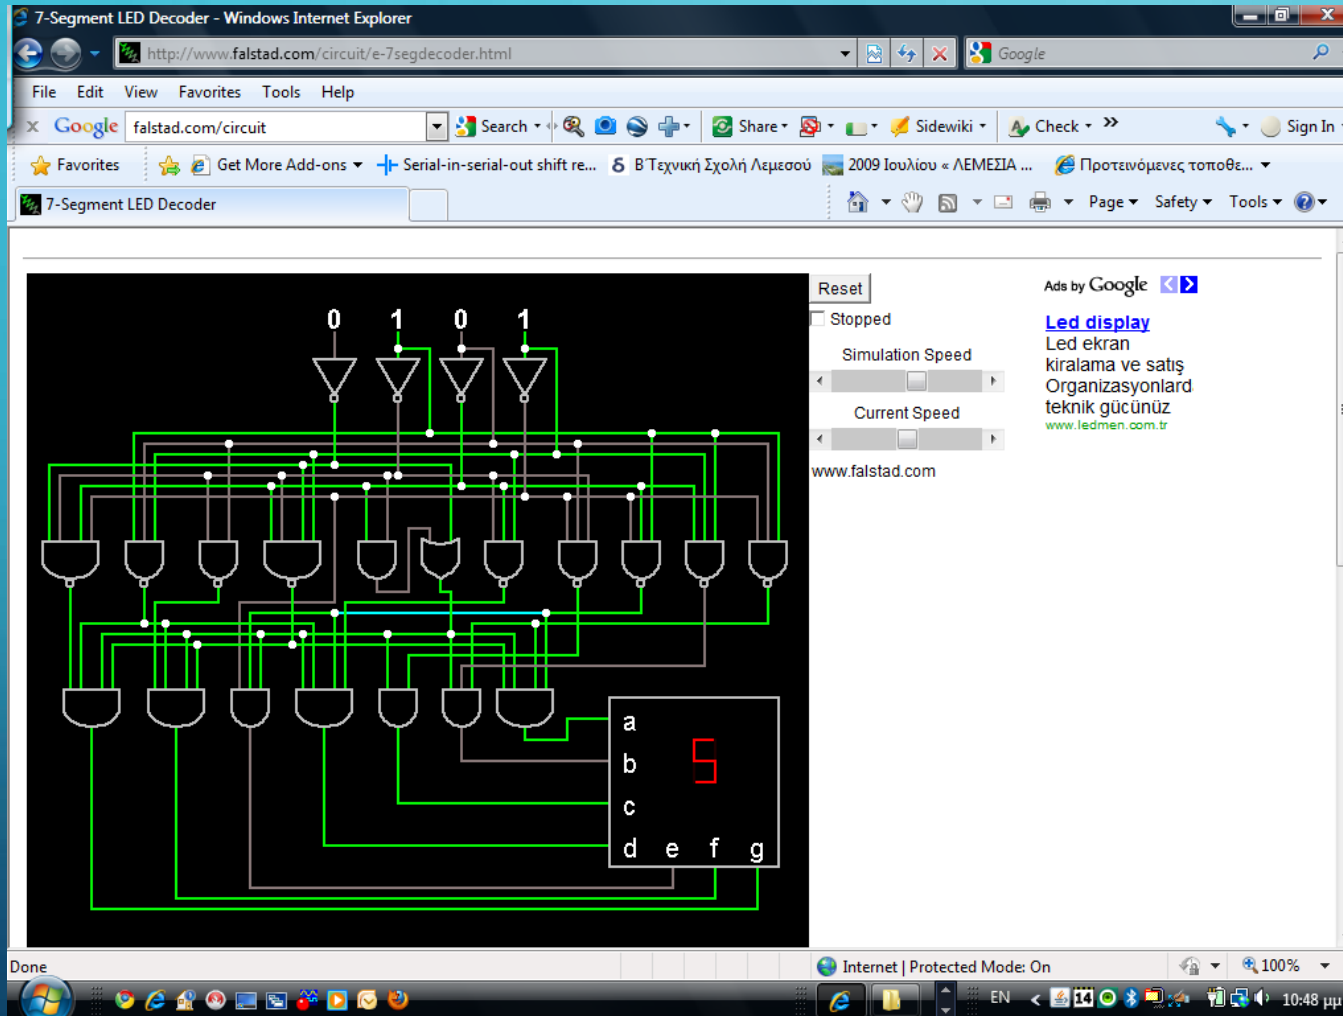 7-Segment LED Decoder - Windows Internet Explorer
http://www.falstad.com/circuit/e-7segdecoder.html
Google
File Edit View Favorites Tools Help
x Google falstad.com/circuit Search Share Sidewiki Check >> Sign In
Favorites Get More Add-ons Serial-in-serial-out shift re... Β΄Τεχνική Σχολή Λεμεσού 2009 Ιουλίου « ΛΕΜΕΣΙΑ ... Προτεινόμενες τοποθε...
7-Segment LED Decoder Page Safety Tools
0 1 0 1
a
b
c
d e f g
5
Reset
Stopped
Simulation Speed
Current Speed
www.falstad.com
Ads by Google
Led display
Led ekran
kiralama ve satış
Organizasyonlard
teknik gücünüz
www.ledmen.com.tr
Done Internet | Protected Mode: On 100%
EN < 14 10:48 μμ